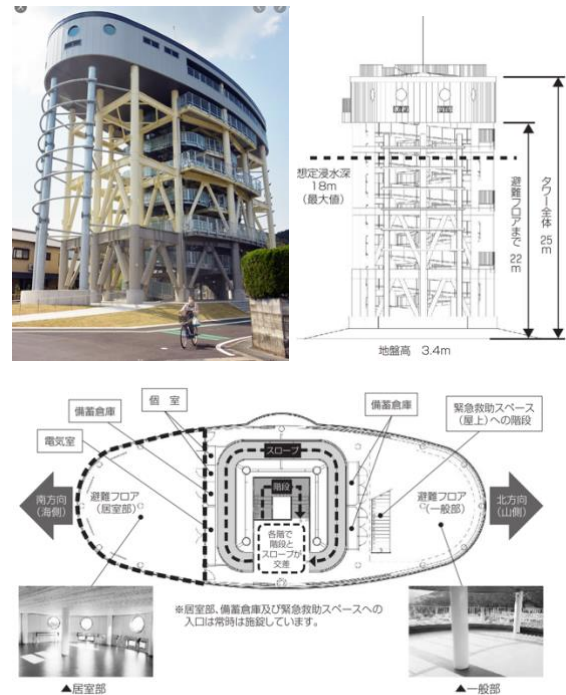 想定浸水深
18m
(最大値)
避難フロアまで 22m
タワー全体 25m
地盤高 3.4m
個 室
備蓄倉庫
電気室
備蓄倉庫
緊急救助スペース
(屋上)への階段
スロープ
階段
南方向
(海側)
避難フロア
(居室部)
各階で
階段と
スロープが
交差
避難フロア
(一般部)
北方向
(山側)
※居室部、備蓄倉庫及び緊急救助スペースへの
入口は常時は施錠しています。
▲居室部
▲一般部